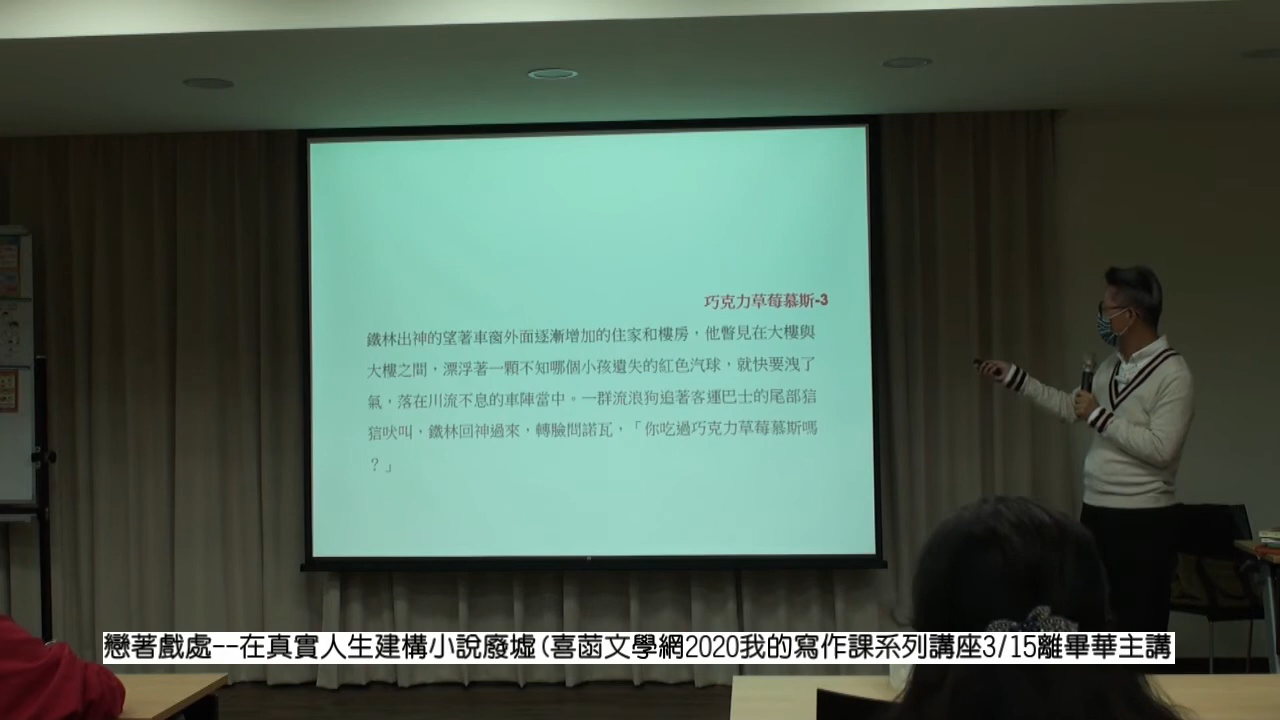 巧克力草莓慕斯-3
鐵林出神的望著車窗外面逐漸增加的住家和樓房，他瞥見在大樓與
大樓之間，漂浮著一顆不知哪個小孩遺失的紅色汽球，就快要洩了
氣，落在川流不息的車陣當中。一群流浪狗追著客運巴士的尾部狺
狺吠叫，鐵林回神過來，轉臉問諾瓦，「你吃過巧克力草莓慕斯嗎
？」
戀著戲處--在真實人生建構小說廢墟(喜菡文學網2020我的寫作課系列講座3/15離畢華主講